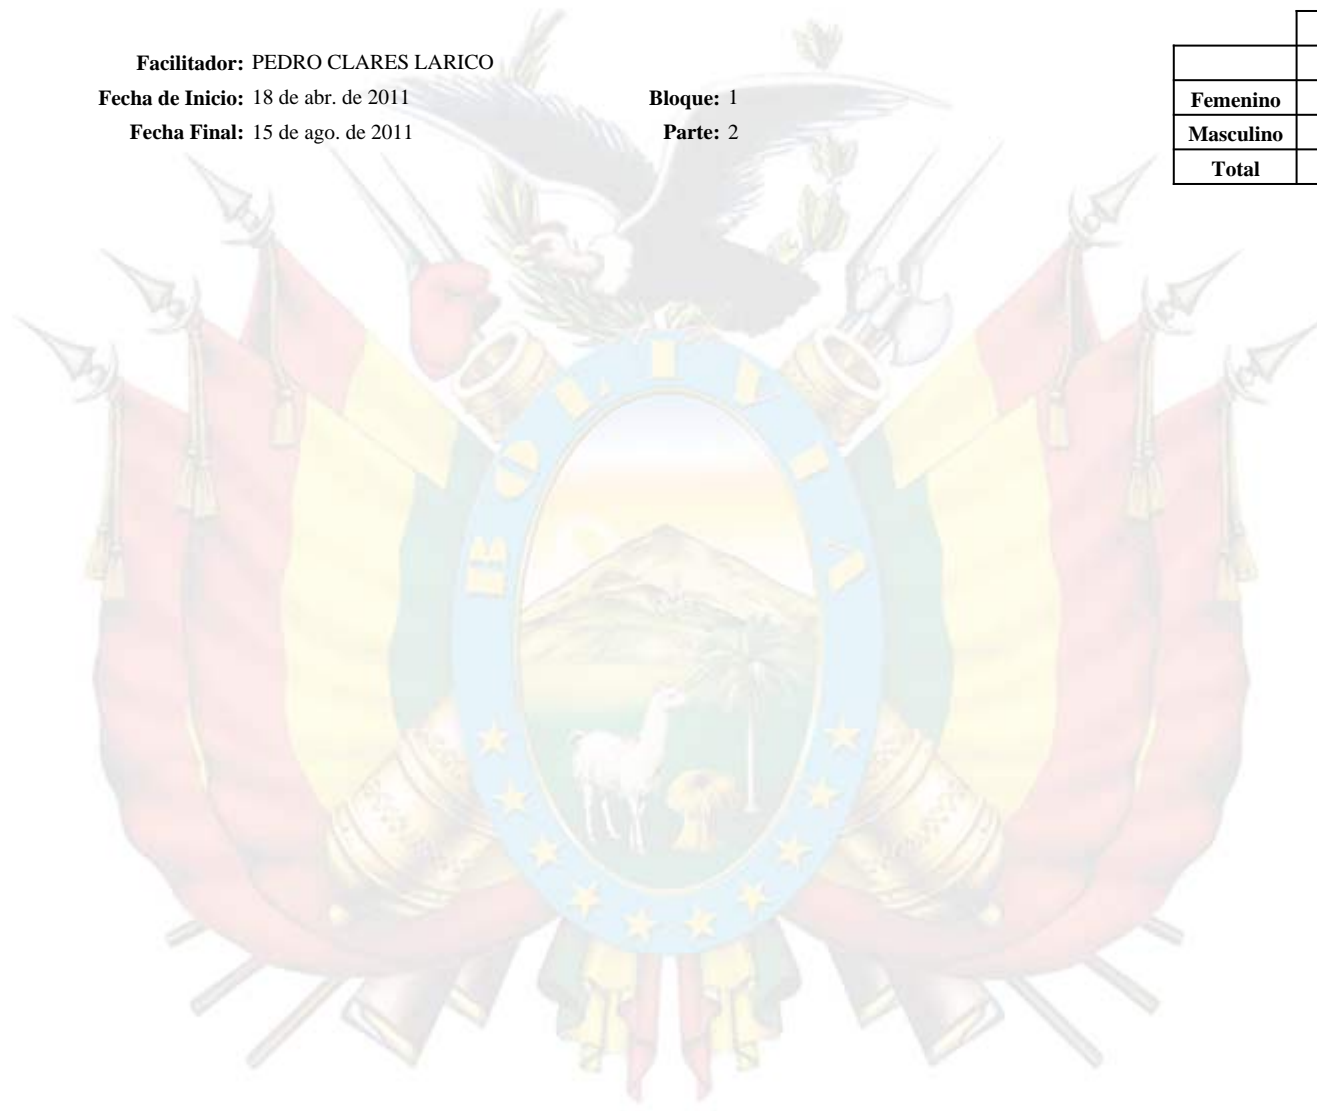 Facilitador: PEDRO CLARES LARICO
Fecha de Inicio: 18 de abr. de 2011 Bloque: 1
Fecha Final: 15 de ago. de 2011 Parte: 2
Femenino
Masculino
Total
BOLIVIA